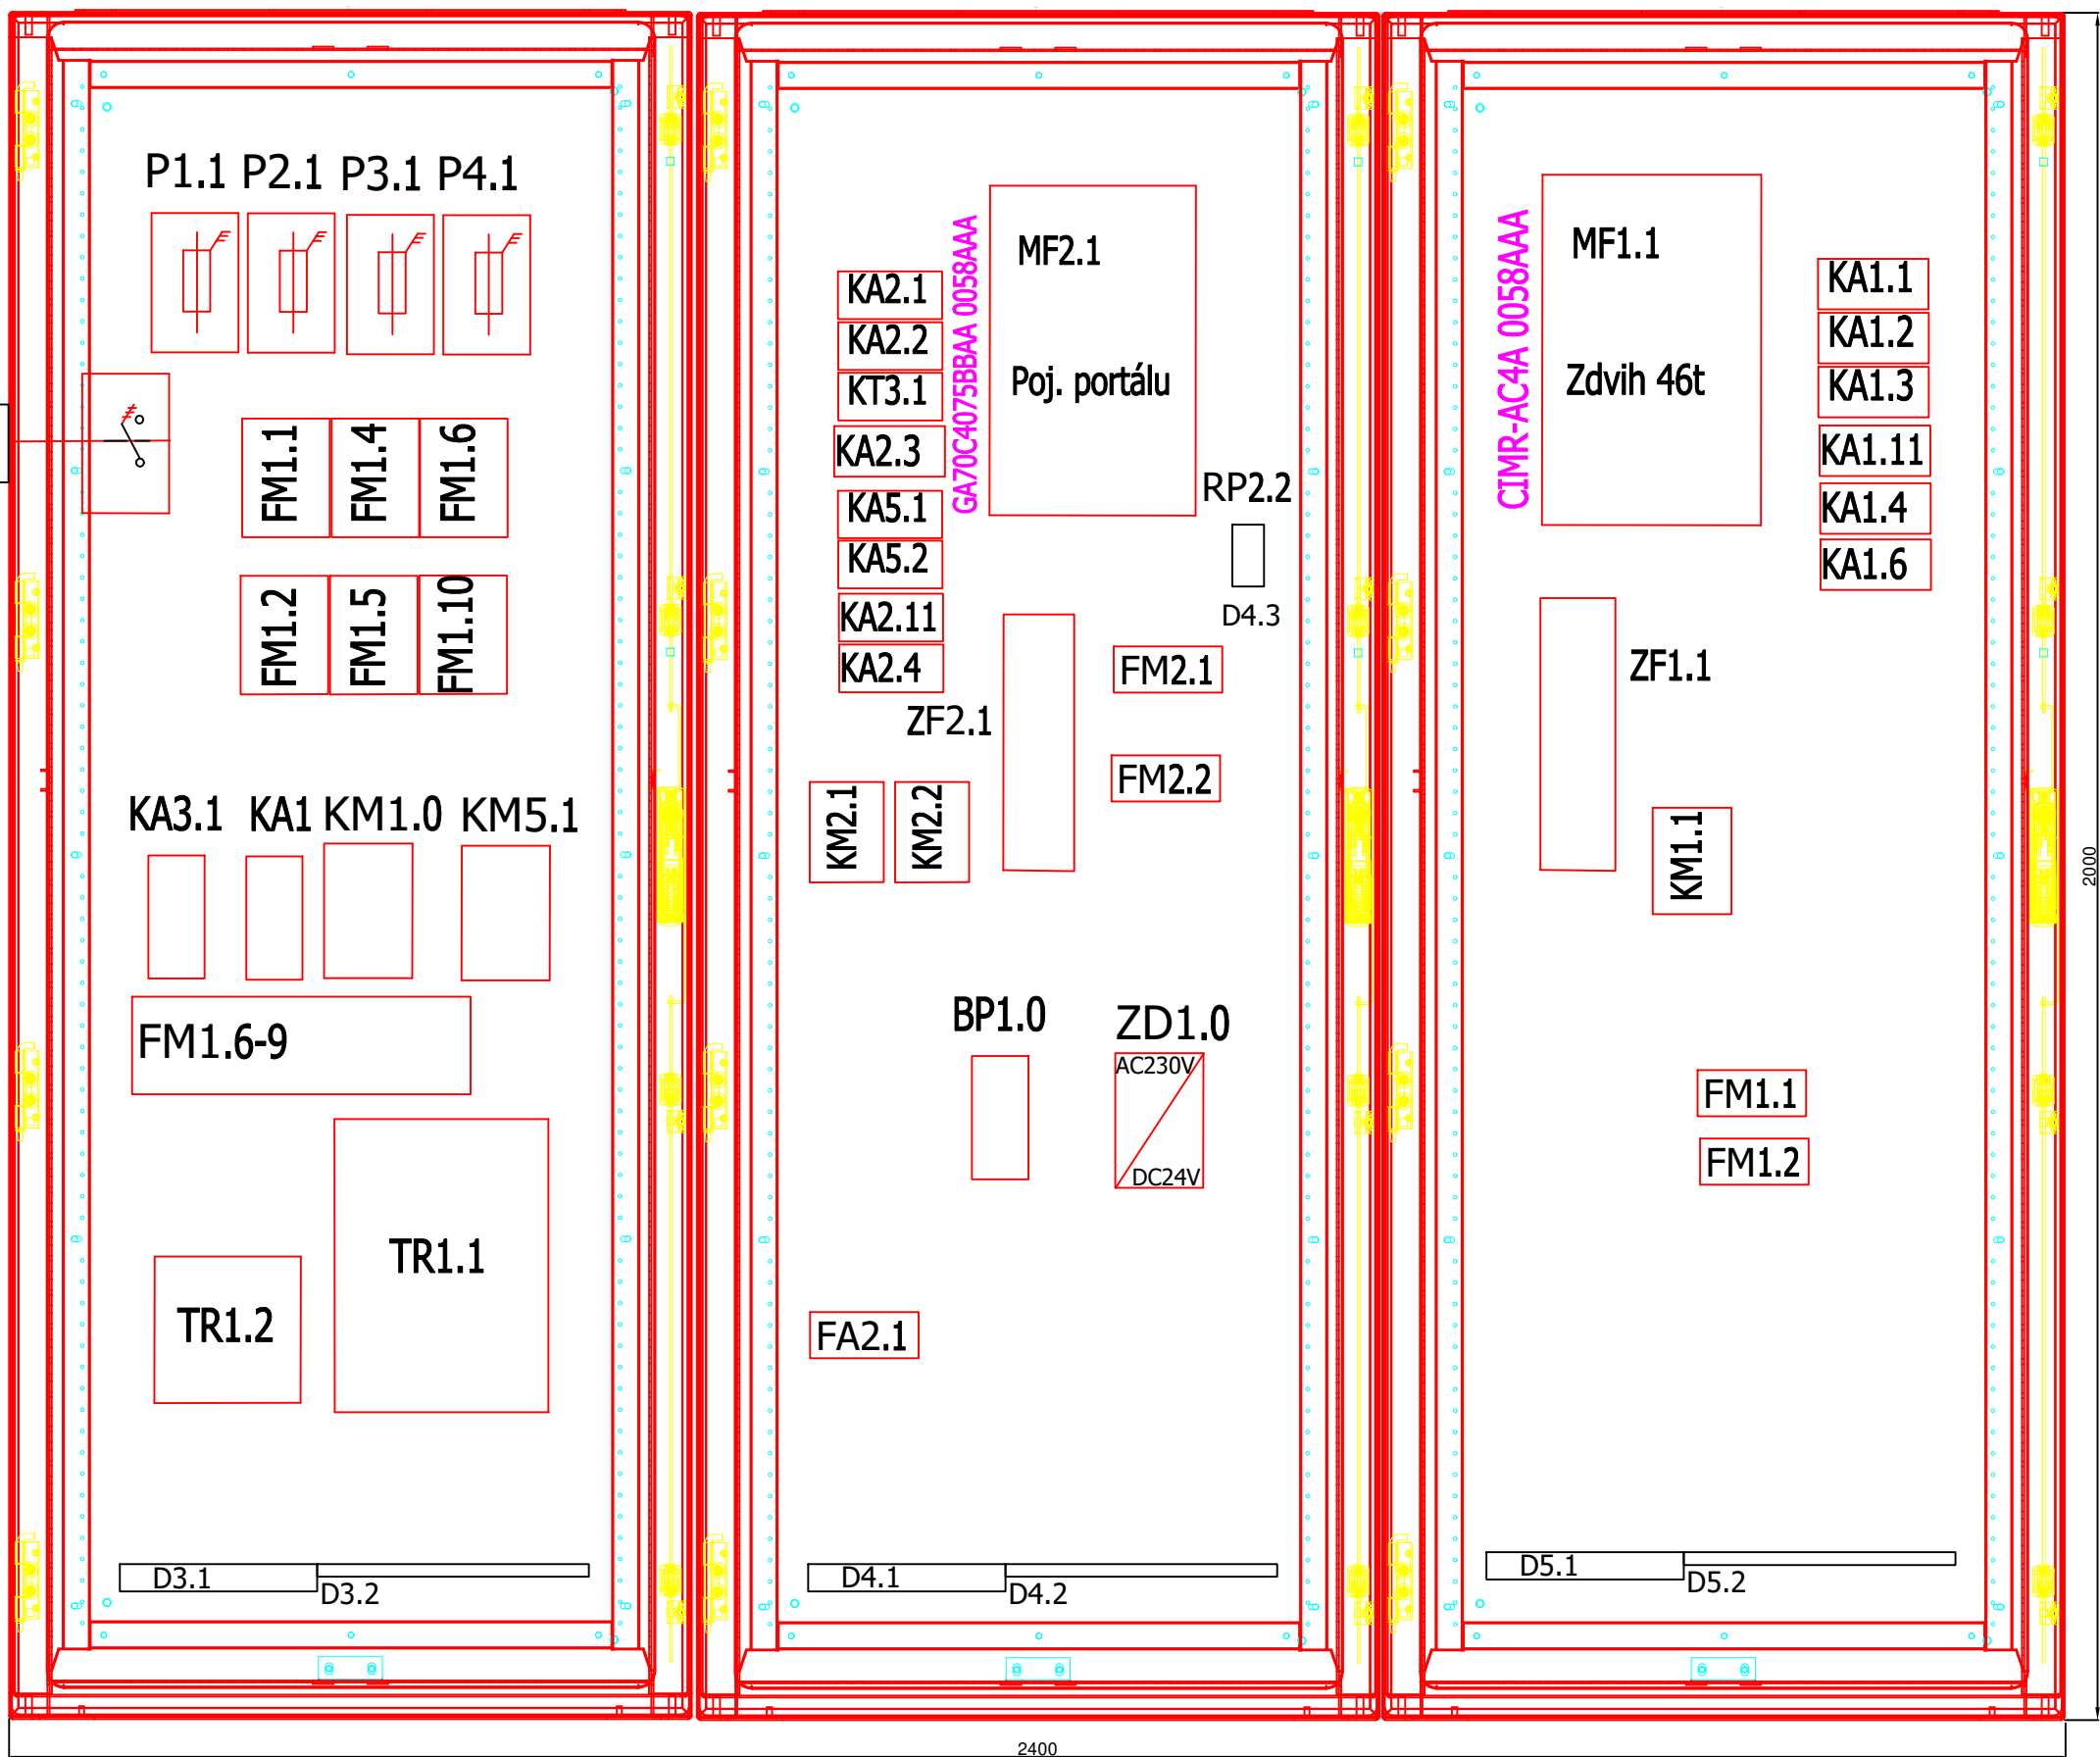 P1.1 P2.1 P3.1 P4.1
FM1.1
FM1.4
FM1.6
FM1.2
FM1.5
FM1.10
KA3.1 KA1 KM1.0 KM5.1
FM1.6-9
TR1.1
TR1.2
D3.1
D3.2
MF2.1
Poj. portálu
GA70C4075BBAA 0058AAA
KA2.1
KA2.2
KT3.1
KA2.3
KA5.1
KA5.2
KA2.11
KA2.4
RP2.2
D4.3
ZF2.1
FM2.1
FM2.2
KM2.1
KM2.2
BP1.0
ZD1.0
AC230V
DC24V
FA2.1
D4.1
D4.2
CIMR-AC4A 0058AAA
MF1.1
Zdvih 46t
KA1.1
KA1.2
KA1.3
KA1.11
KA1.4
KA1.6
ZF1.1
KM1.1
FM1.1
FM1.2
D5.1
D5.2
2000
2400